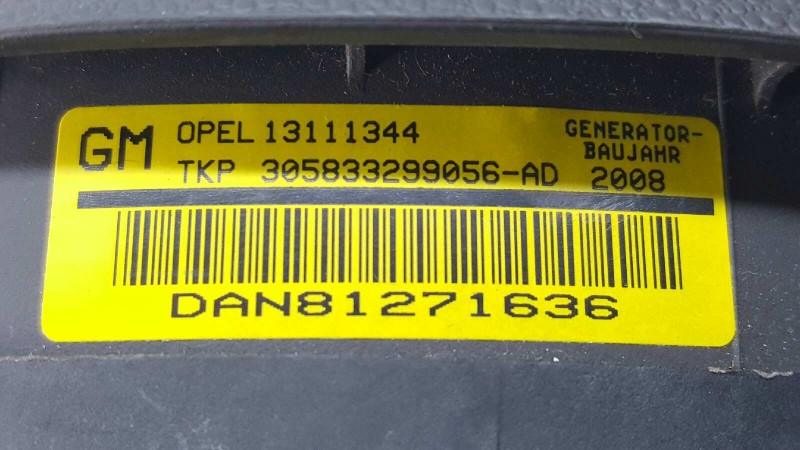 GM OPEL 13111344 GENERATOR-
BAUJAHR
TKP 305833299056-AD 2008
DAN81271636